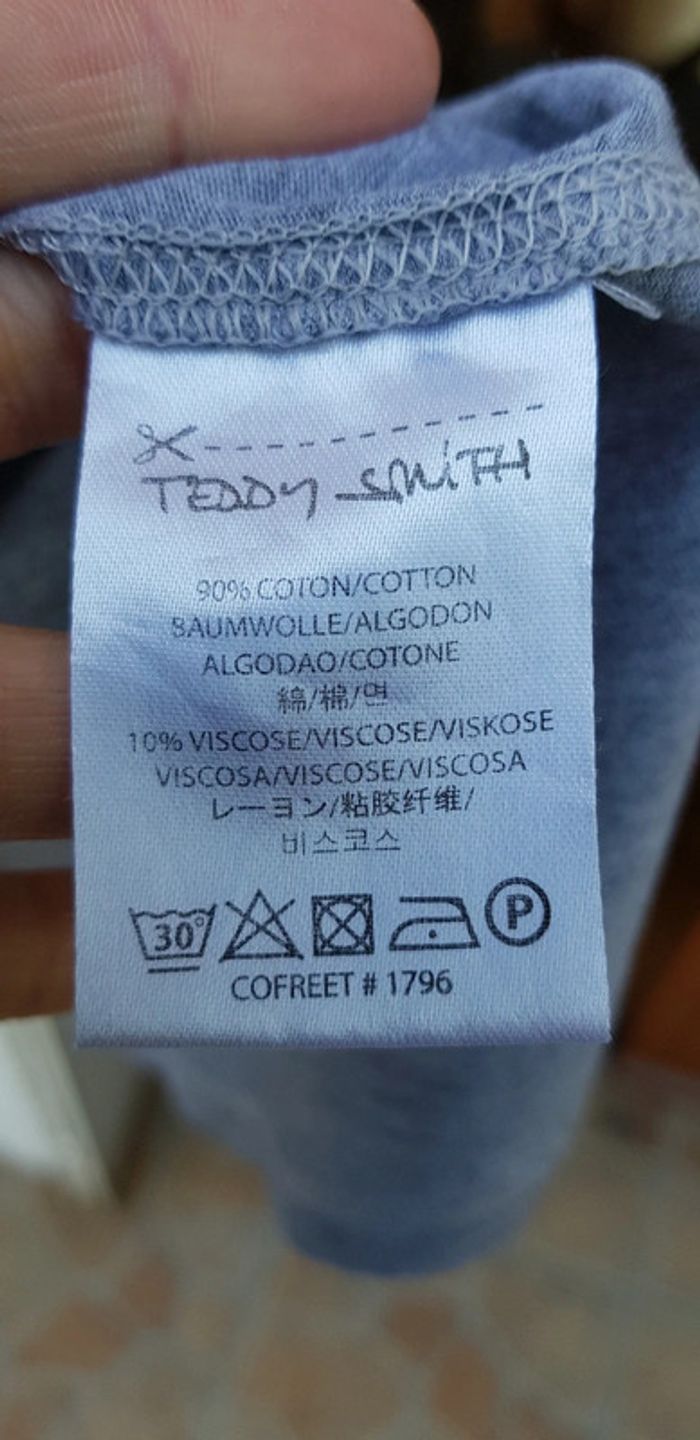 TEDDY SMiTH
90% COTON/COTTON
BAUMWOLLE/ALGODON
ALGODAO/COTONE
綿/棉/면
10% VISCOSE/VISCOSE/VISKOSE
VISCOSA/VISCOSE/VISCOSA
レーヨン/粘胶纤维/
비스코스
30° P
COFREET # 1796